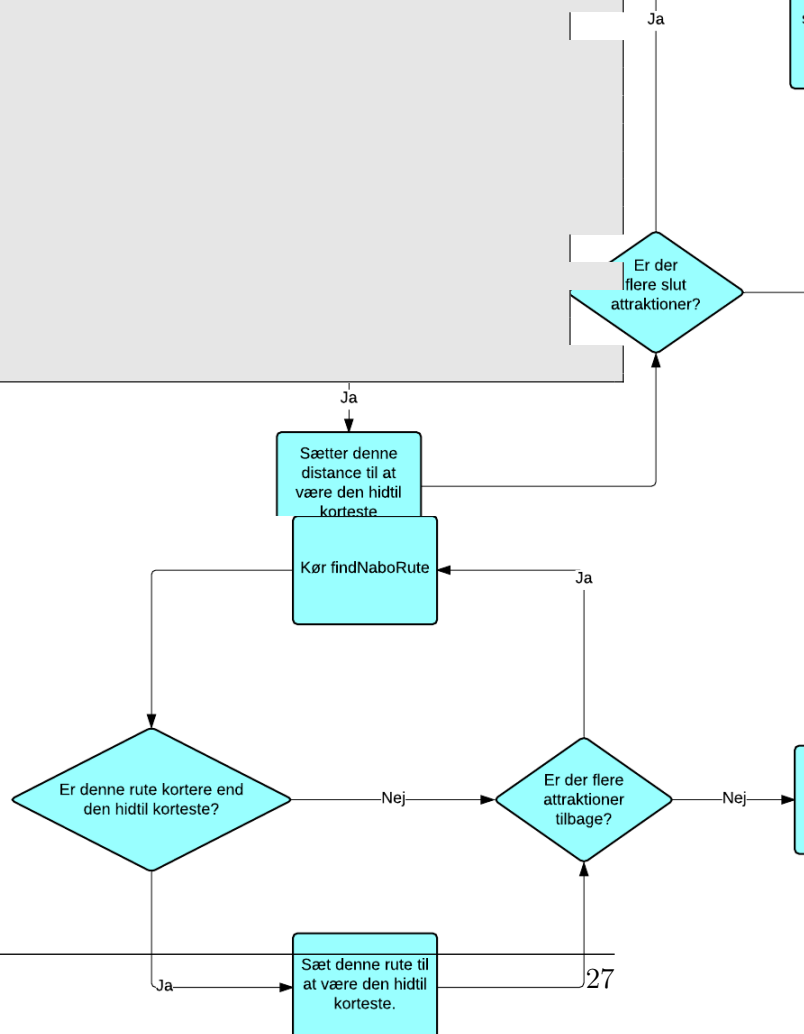 Ja
Er der
flere slut
attraktioner?
Ja
Sætter denne
distance til at
være den hidtil
korteste
Kør findNaboRute
Ja
Er denne rute kortere end
den hidtil korteste?
Nej
Er der flere
attraktioner
tilbage?
Nej
Sæt denne rute til
at være den hidtil
korteste.
Ja
27